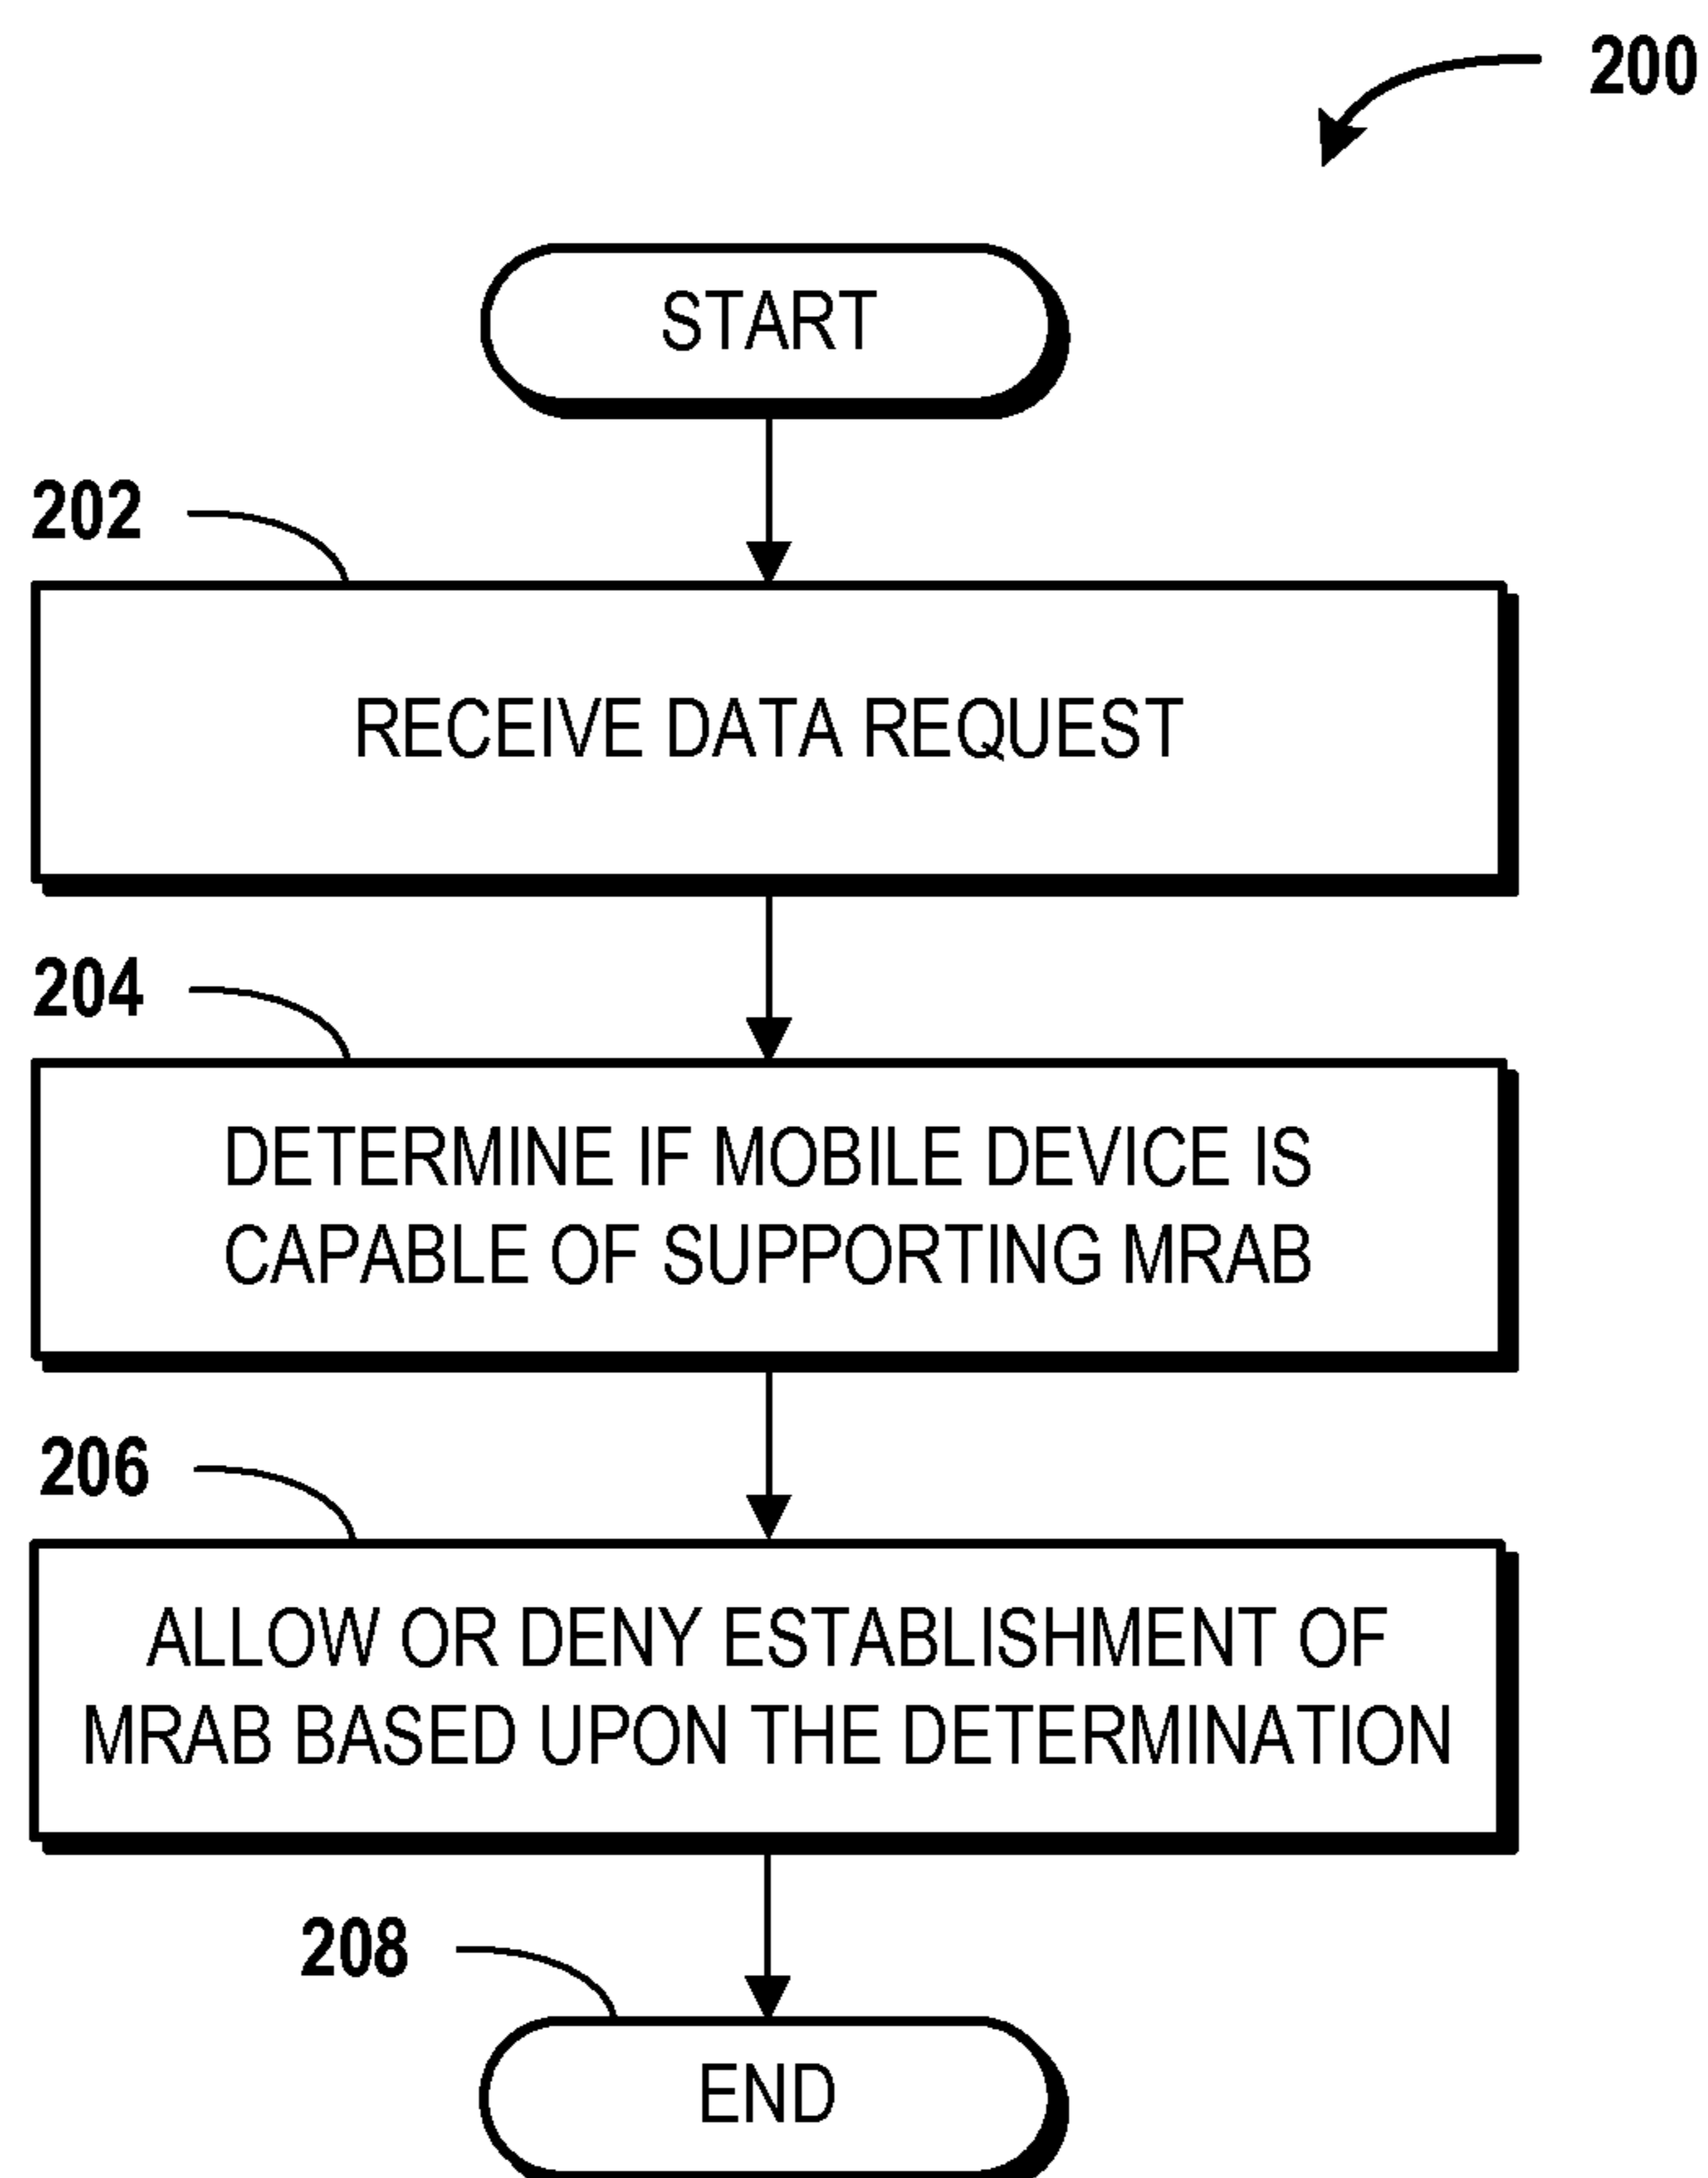 200
START
202
RECEIVE DATA REQUEST
204
DETERMINE IF MOBILE DEVICE IS
CAPABLE OF SUPPORTING MRAB
206
ALLOW OR DENY ESTABLISHMENT OF
MRAB BASED UPON THE DETERMINATION
208
END